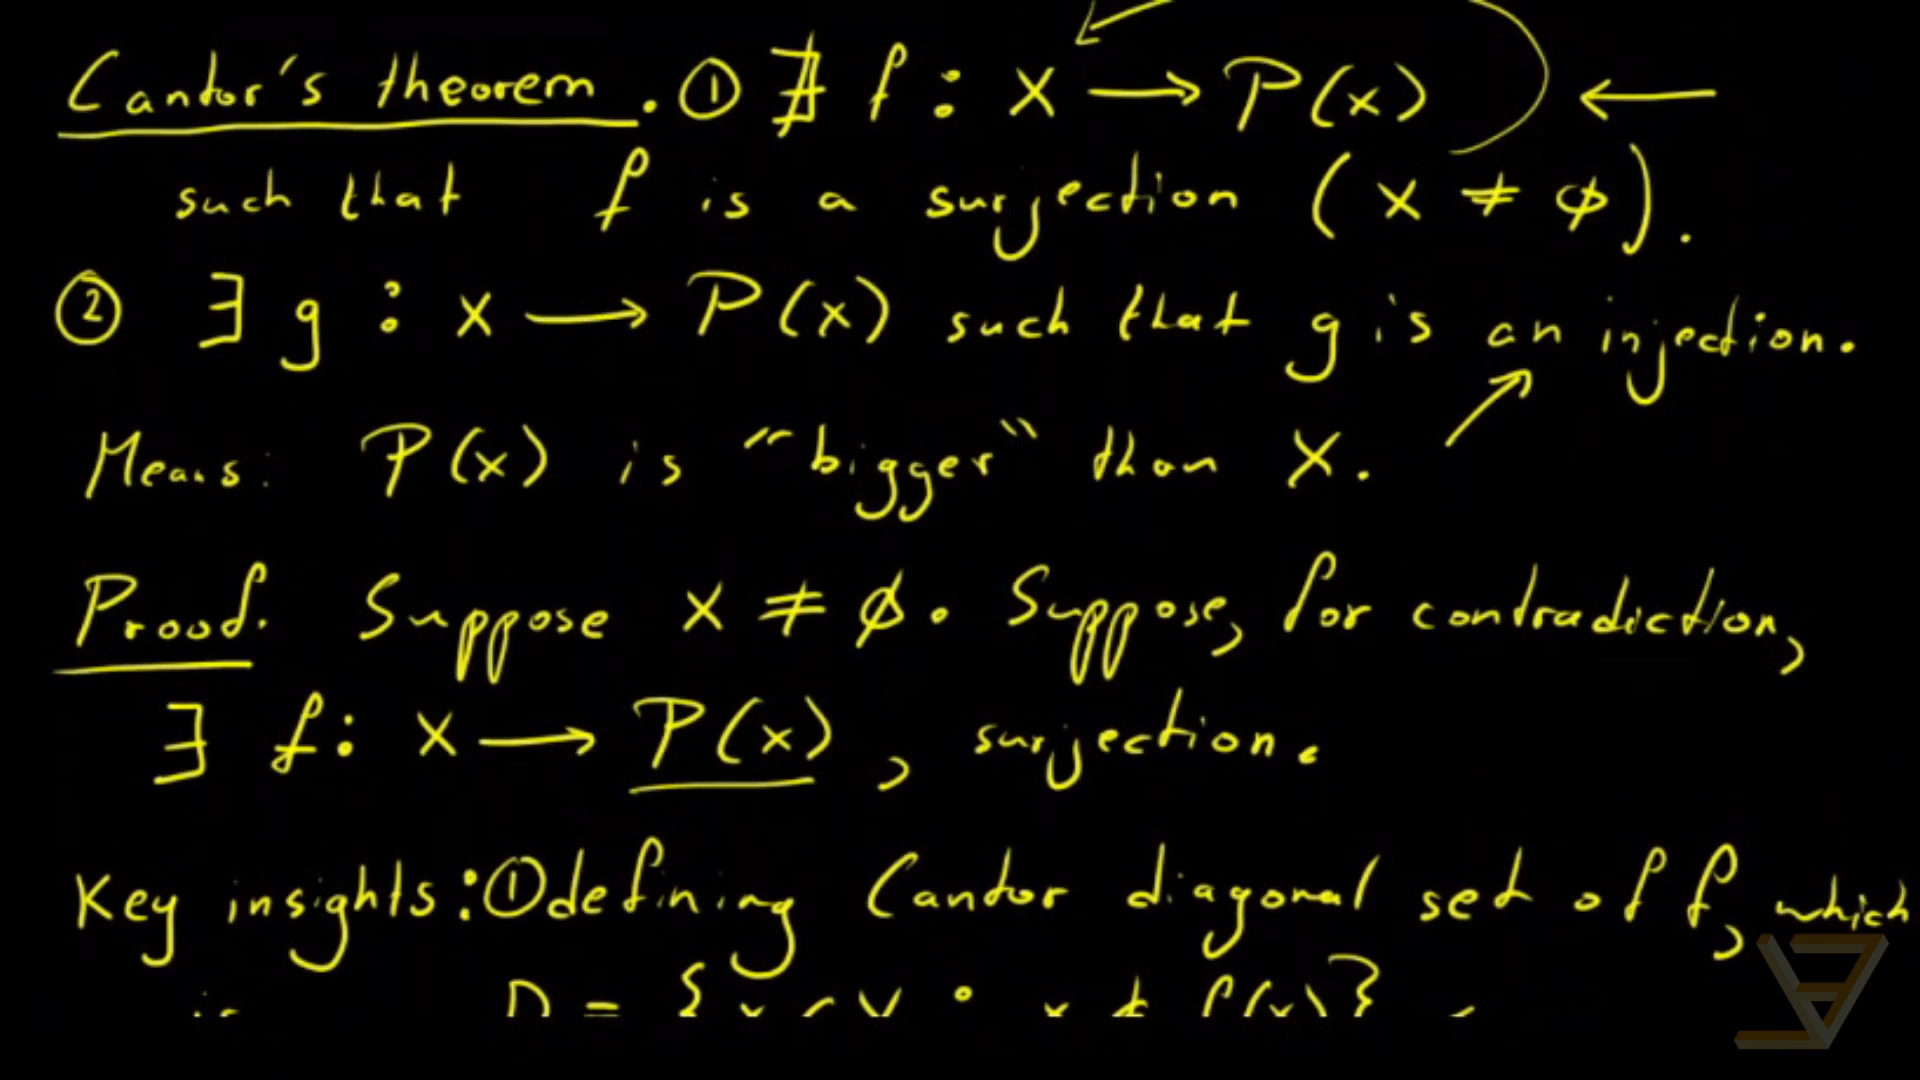 Cantor's theorem. ① ∄ f : X → P(X) ←
such that f is a surjection (X ≠ ∅).
② ∃ g : X → P(X) such that g is an injection.
Means: P(X) is "bigger" than X.
Proof. Suppose X ≠ ∅. Suppose, for contradiction,
∃ f: X → P(X), surjection.
Key insights: ① defining Cantor diagonal set of f, which
is D = {x ∈ X : x ∉ f(x)}